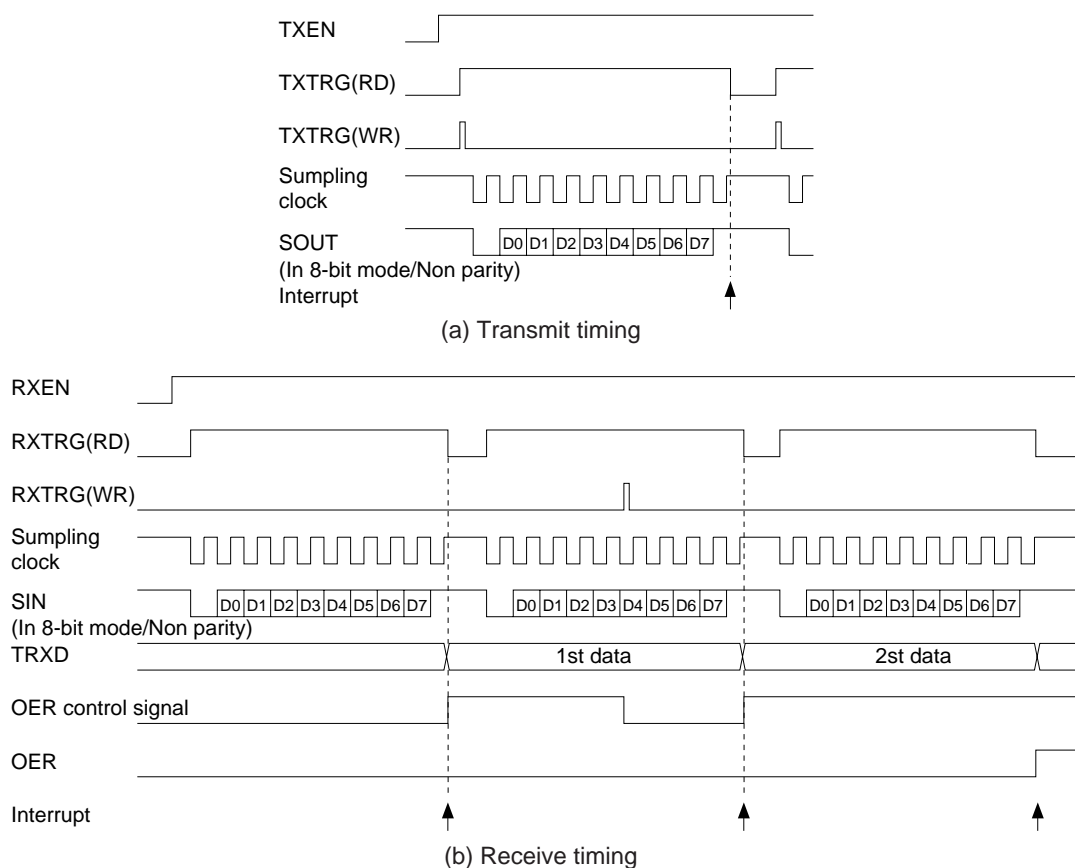 TXEN
TXTRG(RD)
TXTRG(WR)
Sumpling
clock
SOUT
D0 D1 D2 D3 D4 D5 D6 D7
(In 8-bit mode/Non parity)
Interrupt
(a) Transmit timing
RXEN
RXTRG(RD)
RXTRG(WR)
Sumpling
clock
SIN
D0 D1 D2 D3 D4 D5 D6 D7 D0 D1 D2 D3 D4 D5 D6 D7 D0 D1 D2 D3 D4 D5 D6 D7
(In 8-bit mode/Non parity)
TRXD 1st data 2st data
OER control signal
OER
Interrupt
(b) Receive timing